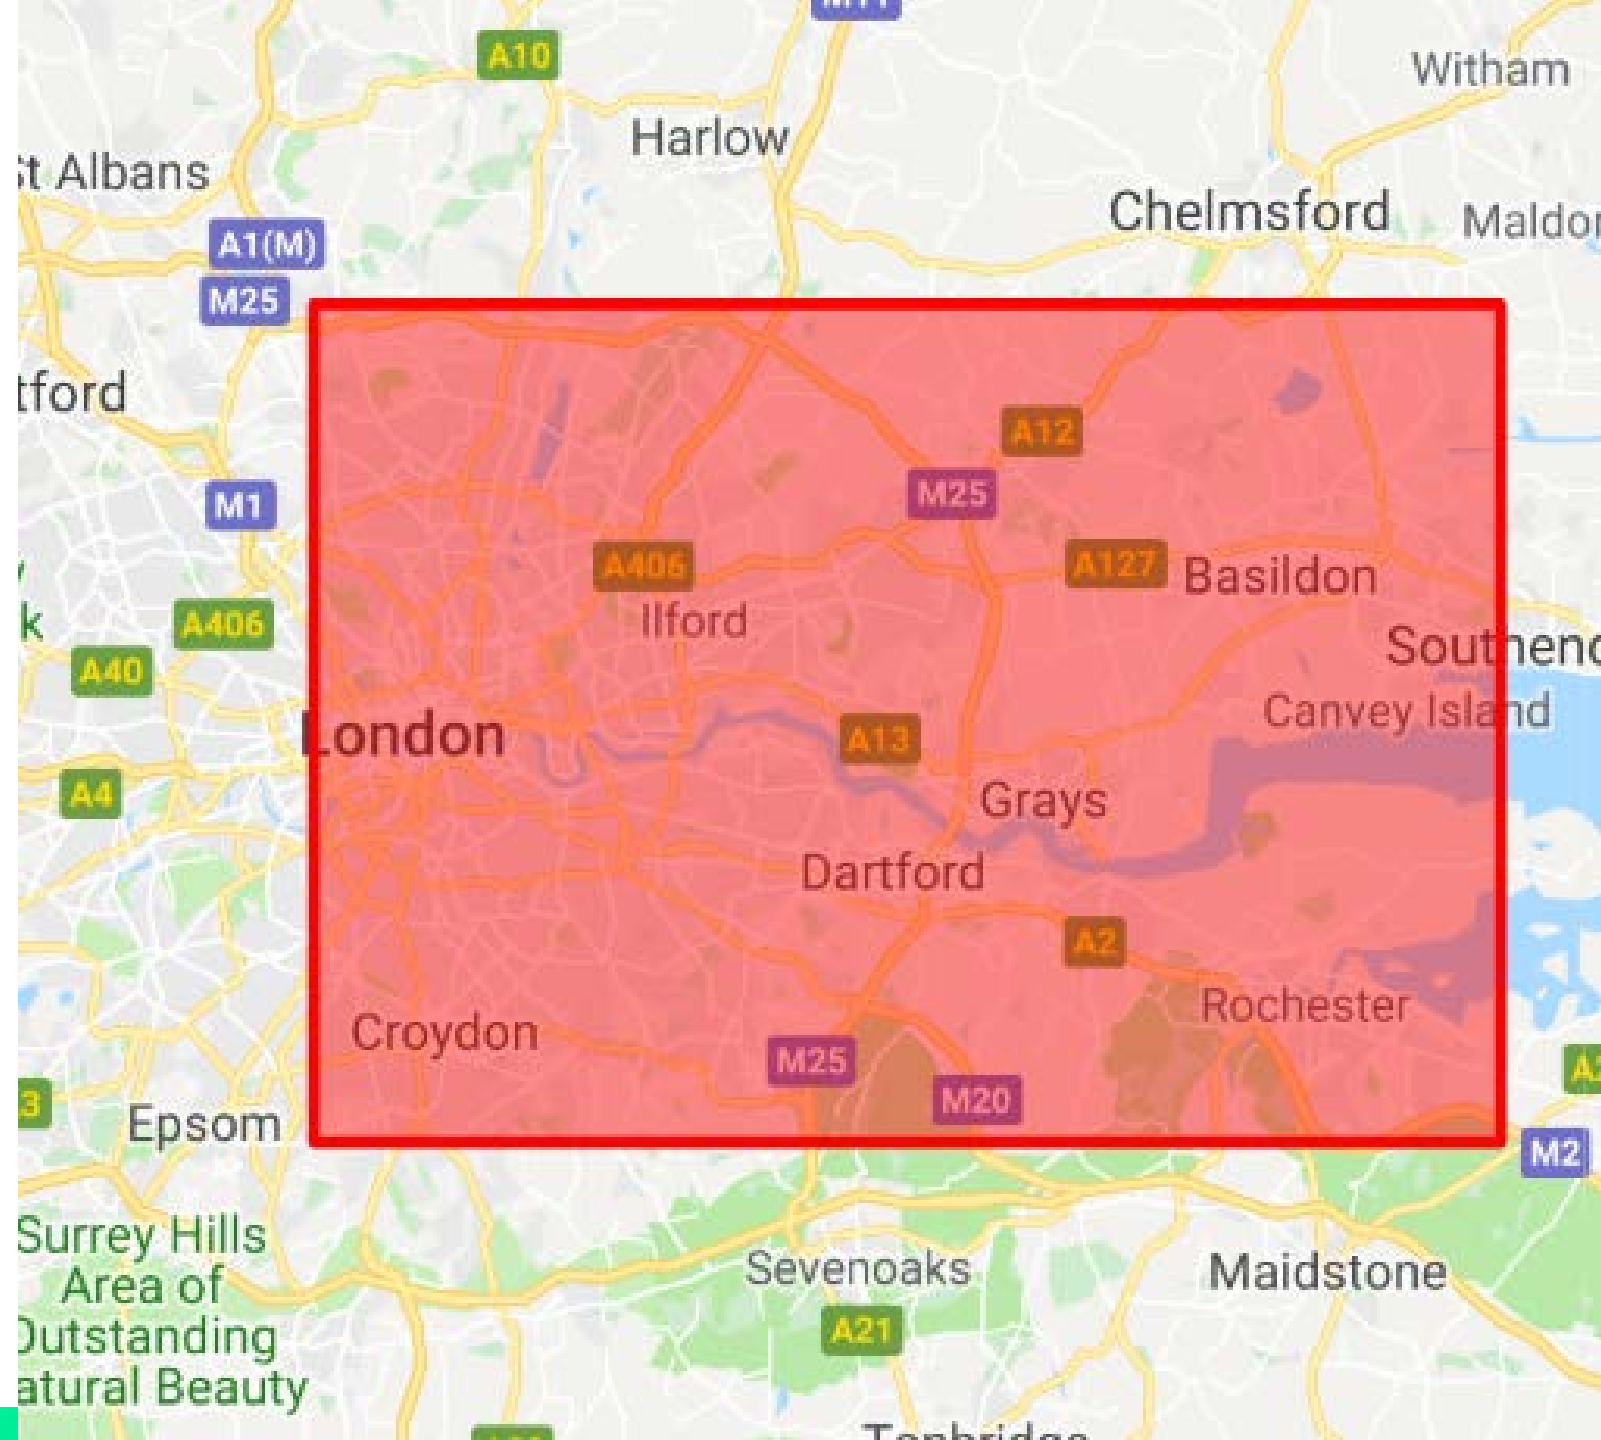 A10
Witham
Harlow
St Albans
Chelmsford
A1(M)
M25
tford
A12
M25
M1
A406
A127
Basildon
Ilford
A406
k
A40
Southend
Canvey Island
London
A13
A4
Grays
Dartford
A2
Rochester
Croydon
M25
M20
3
Epsom
M2
Surrey Hills
Area of
Outstanding
atural Beauty
Sevenoaks
Maidstone
A21